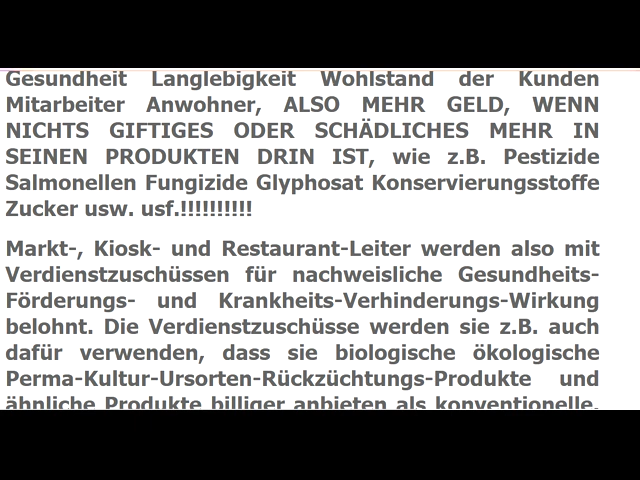 Gesundheit Langlebigkeit Wohlstand der Kunden
Mitarbeiter Anwohner, ALSO MEHR GELD, WENN
NICHTS GIFTIGES ODER SCHÄDLICHES MEHR IN
SEINEN PRODUKTEN DRIN IST, wie z.B. Pestizide
Salmonellen Fungizide Glyphosat Konservierungsstoffe
Zucker usw. usf.!!!!!!!!!!
Markt-, Kiosk- und Restaurant-Leiter werden also mit
Verdienstzuschüssen für nachweisliche Gesundheits-
Förderungs- und Krankheits-Verhinderungs-Wirkung
belohnt. Die Verdienstzuschüsse werden sie z.B. auch
dafür verwenden, dass sie biologische ökologische
Perma-Kultur-Ursorten-Rückzüchtungs-Produkte und
ähnliche Produkte billiger anbieten als konventionelle.